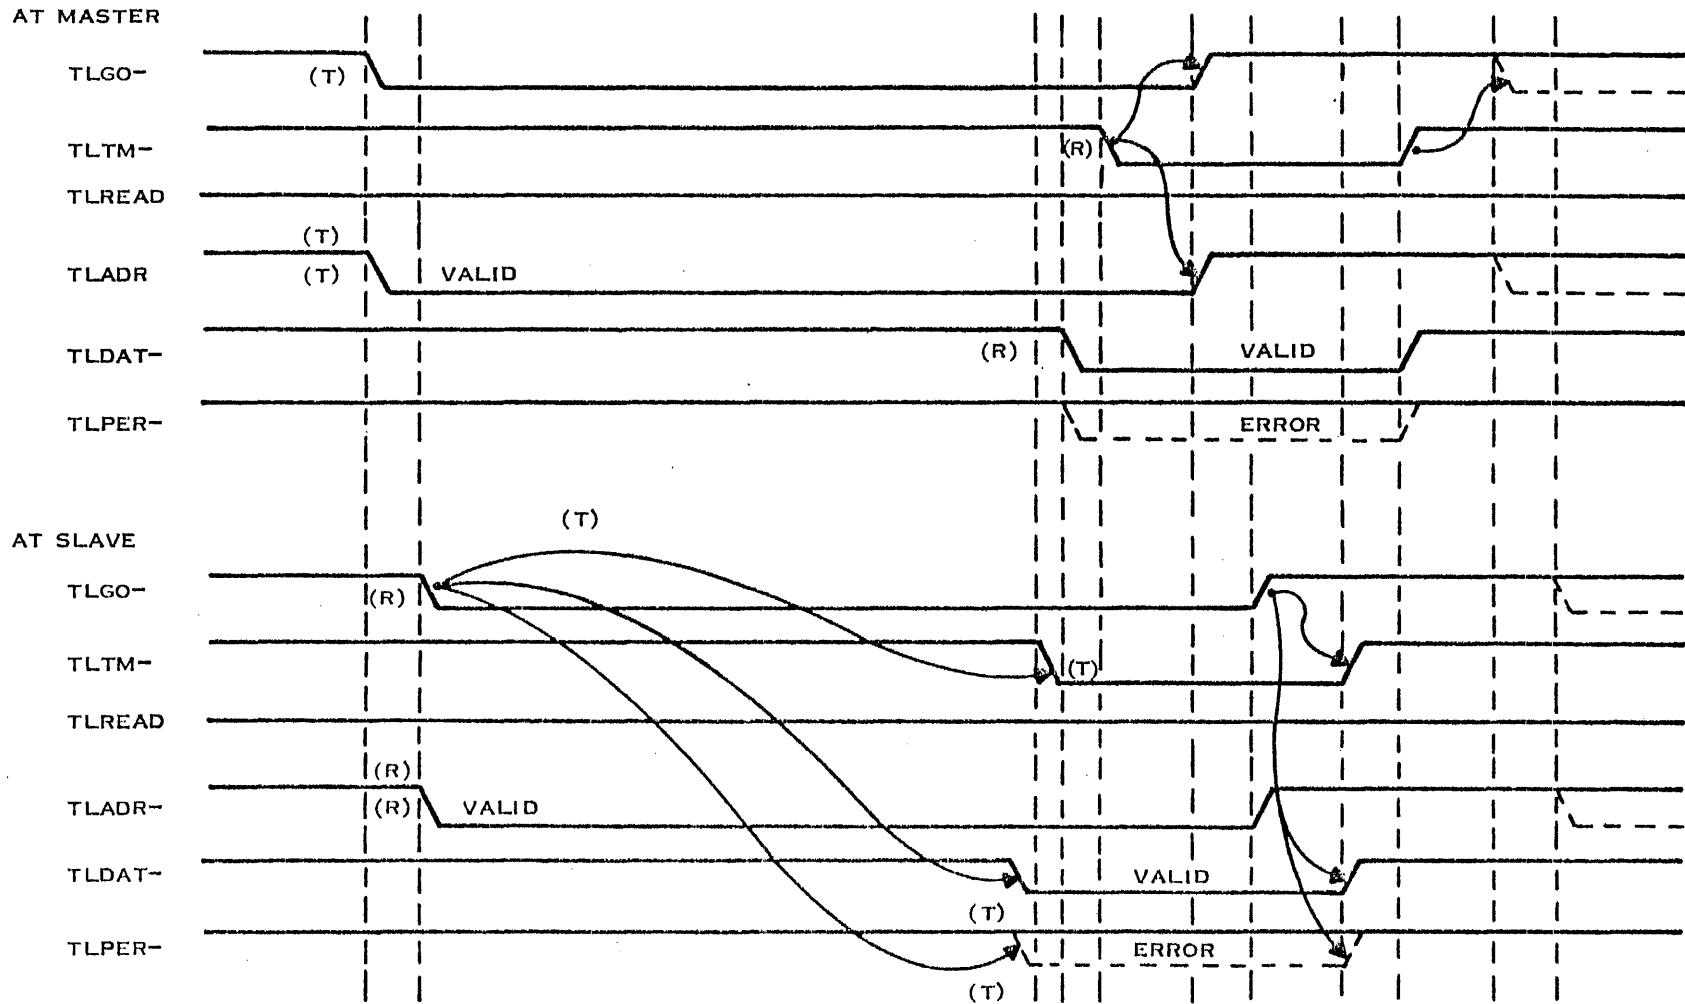 AT MASTER
TLGO-
(T)
TLTM-
(R)
TLREAD
(T)
TLADR
(T)
VALID
TLDAT-
(R)
VALID
TLPER-
ERROR
(T)
AT SLAVE
TLGO-
(R)
TLTM-
(T)
TLREAD
(R)
TLADR-
(R)
VALID
TLDAT-
VALID
(T)
TLPER-
ERROR
(T)